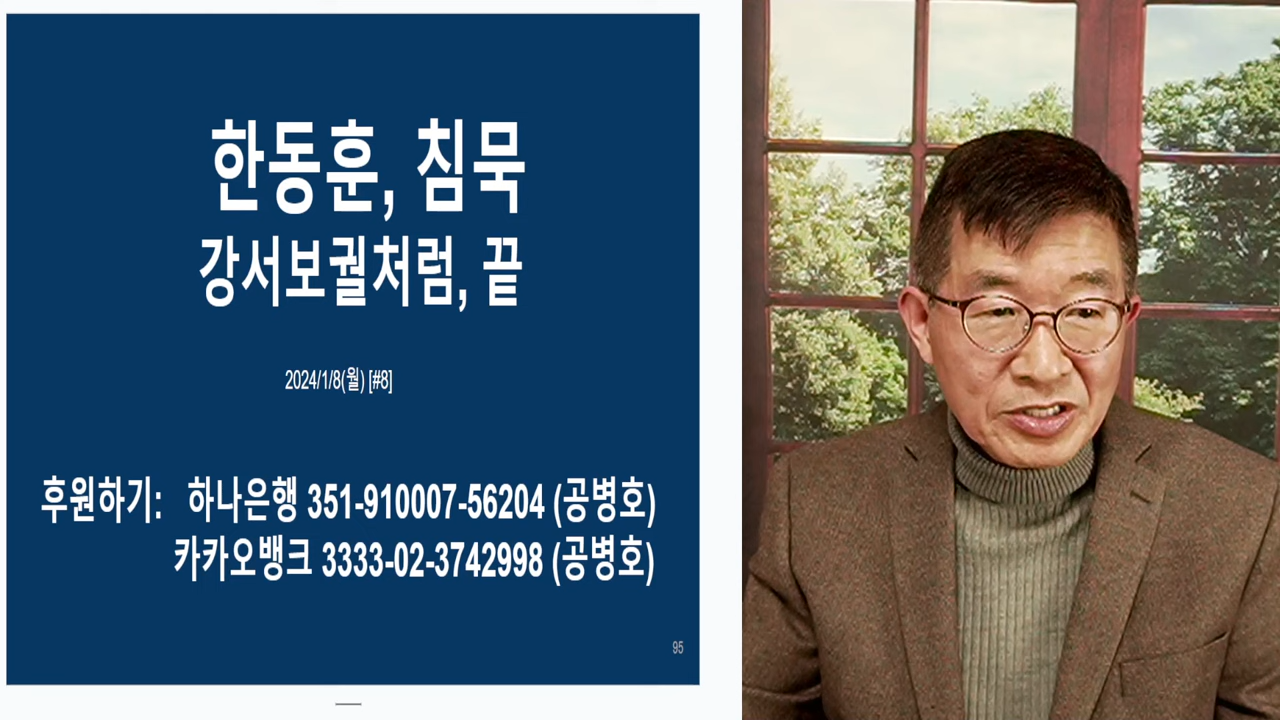 한동훈, 침묵
강서보궐처럼, 끝
2024/1/8(월) [#8]
후원하기: 하나은행 351-910007-56204 (공병호)
카카오뱅크 3333-02-3742998 (공병호)
95